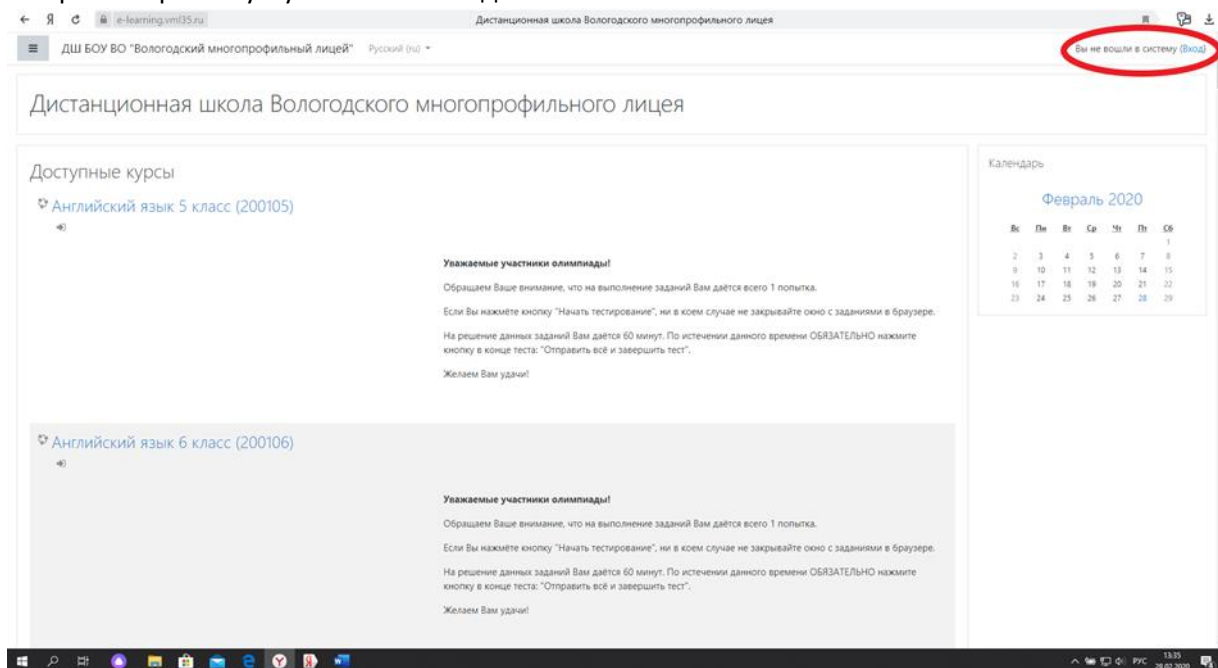 e-learning.vml35.ru
Дистанционная школа Вологодского многопрофильного лицея
ДШ БОУ ВО "Вологодский многопрофильный лицей"
Русский (ru)
Вы не вошли в систему (Вход)
Дистанционная школа Вологодского многопрофильного лицея
Доступные курсы
Английский язык 5 класс (200105)
Уважаемые участники олимпиады!
Обращаем Ваше внимание, что на выполнение заданий Вам даётся всего 1 попытка.
Если Вы нажмёте кнопку "Начать тестирование", ни в коем случае не закрывайте окно с заданиями в браузере.
На решение данных заданий Вам даётся 60 минут. По истечении данного времени ОБЯЗАТЕЛЬНО нажмите
кнопку в конце теста: "Отправить всё и завершить тест".
Желаем Вам удачи!
Английский язык 6 класс (200106)
Уважаемые участники олимпиады!
Обращаем Ваше внимание, что на выполнение заданий Вам даётся всего 1 попытка.
Если Вы нажмёте кнопку "Начать тестирование", ни в коем случае не закрывайте окно с заданиями в браузере.
На решение данных заданий Вам даётся 60 минут. По истечении данного времени ОБЯЗАТЕЛЬНО нажмите
кнопку в конце теста: "Отправить всё и завершить тест".
Желаем Вам удачи!
Календарь
Февраль 2020
Вс Пн Вт Ср Чт Пт Сб
1
2 3 4 5 6 7 8
9 10 11 12 13 14 15
16 17 18 19 20 21 22
23 24 25 26 27 28 29
РУС
13:35
29.02.2020